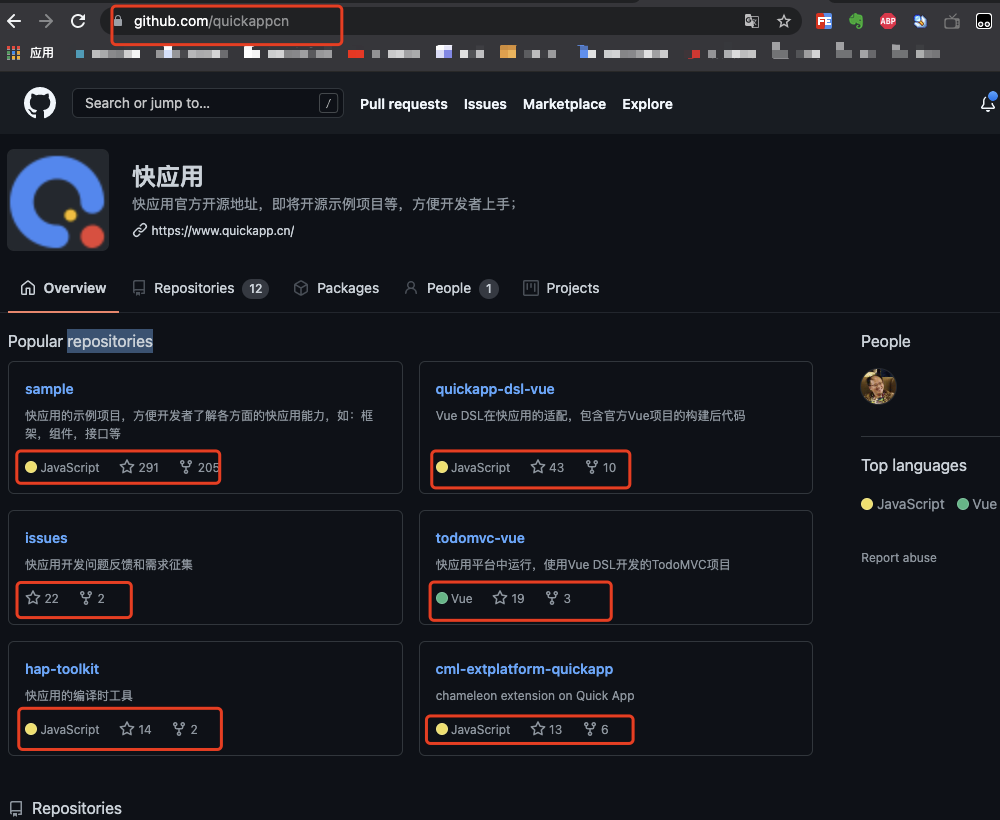 github.com/quickappcn
FE
ABP
应用
Search or jump to... /
Pull requests
Issues
Marketplace
Explore
快应用
快应用官方开源地址，即将开源示例项目等，方便开发者上手；
https://www.quickapp.cn/
Overview
Repositories 12
Packages
People 1
Projects
Popular repositories
sample
快应用的示例项目，方便开发者了解各方面的快应用能力，如：框
架，组件，接口等
JavaScript 291 205
quickapp-dsl-vue
Vue DSL在快应用的适配，包含官方Vue项目的构建后代码
JavaScript 43 10
issues
快应用开发问题反馈和需求征集
22 2
todomvc-vue
快应用平台中运行，使用Vue DSL开发的TodoMVC项目
Vue 19 3
hap-toolkit
快应用的编译时工具
JavaScript 14 2
cml-extplatform-quickapp
chameleon extension on Quick App
JavaScript 13 6
People
Top languages
JavaScript Vue
Report abuse
Repositories